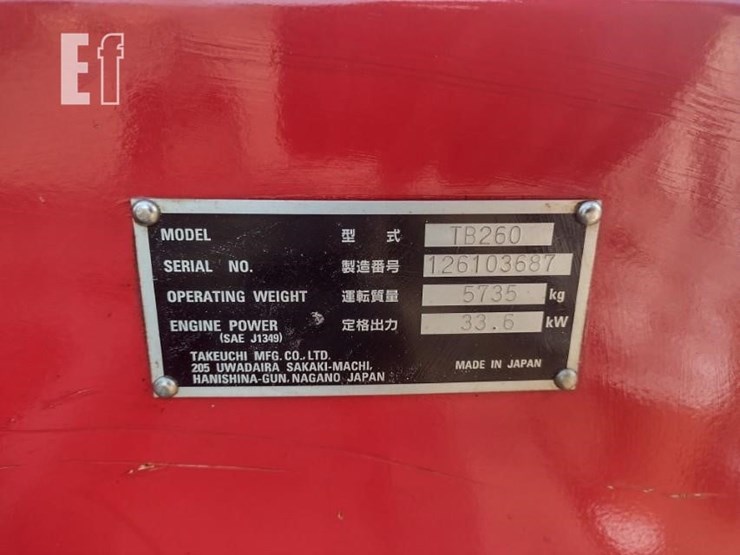 Ef
MODEL 型式 TB260
SERIAL NO. 製造番号 126103687
OPERATING WEIGHT 運転質量 5735 kg
ENGINE POWER 定格出力 33.6 kW
(SAE J1349)
TAKEUCHI MFG. CO., LTD.
205 UWADAIRA SAKAKI-MACHI,
HANISHINA-GUN, NAGANO JAPAN
MADE IN JAPAN